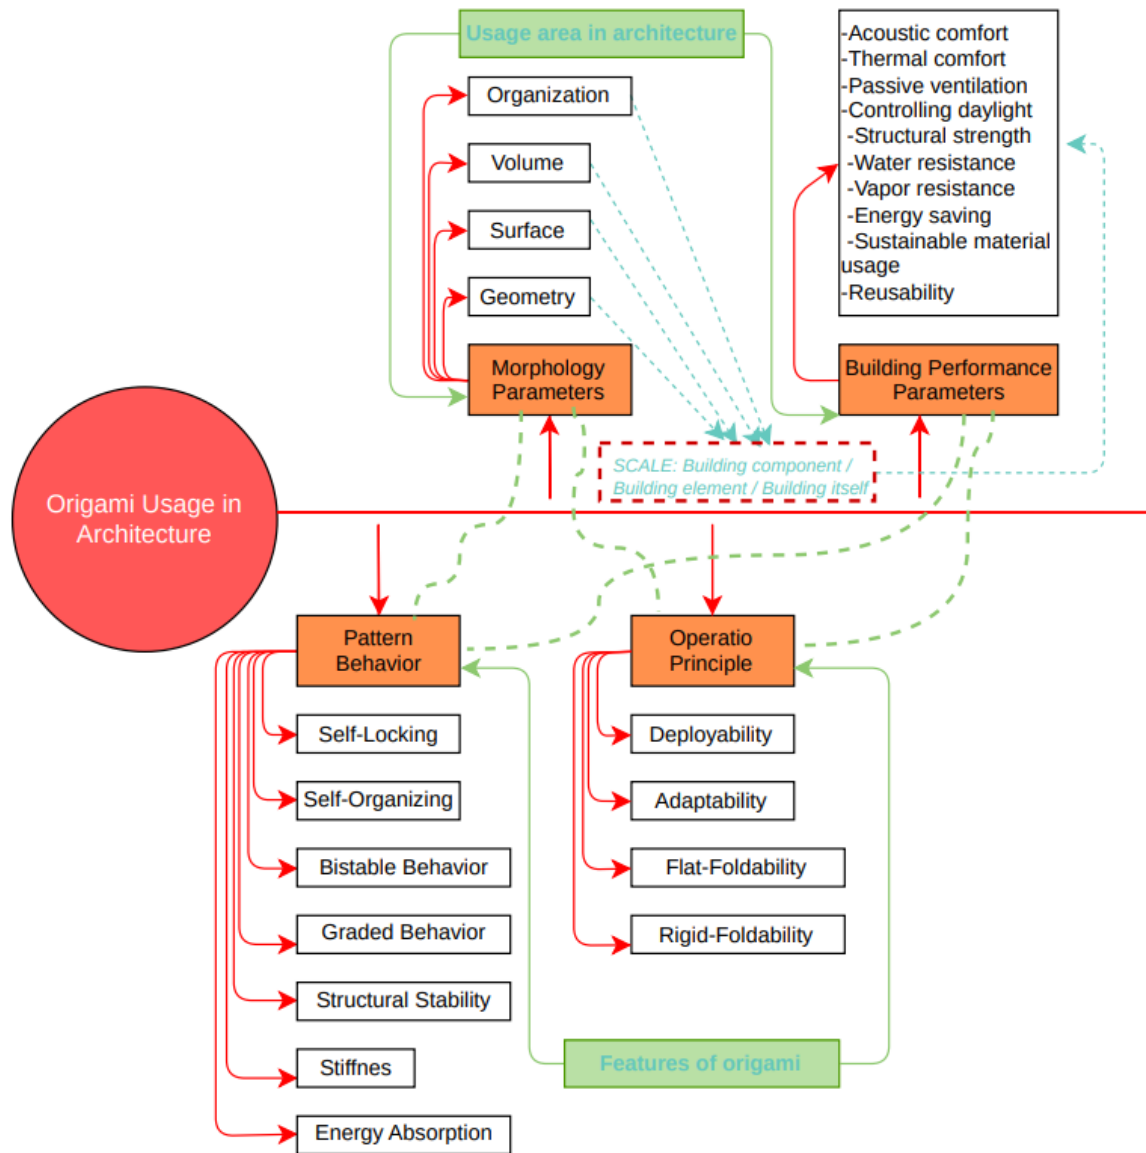 Usage area in architecture
Organization
Volume
Surface
Geometry
Morphology
Parameters
-Acoustic comfort
-Thermal comfort
-Passive ventilation
-Controlling daylight
-Structural strength
-Water resistance
-Vapor resistance
-Energy saving
-Sustainable material
usage
-Reusability
Building Performance
Parameters
SCALE: Building component /
Building element / Building itself
Origami Usage in
Architecture
Pattern
Behavior
Self-Locking
Self-Organizing
Bistable Behavior
Graded Behavior
Structural Stability
Stiffnes
Energy Absorption
Operatio
Principle
Deployability
Adaptability
Flat-Foldability
Rigid-Foldability
Features of origami